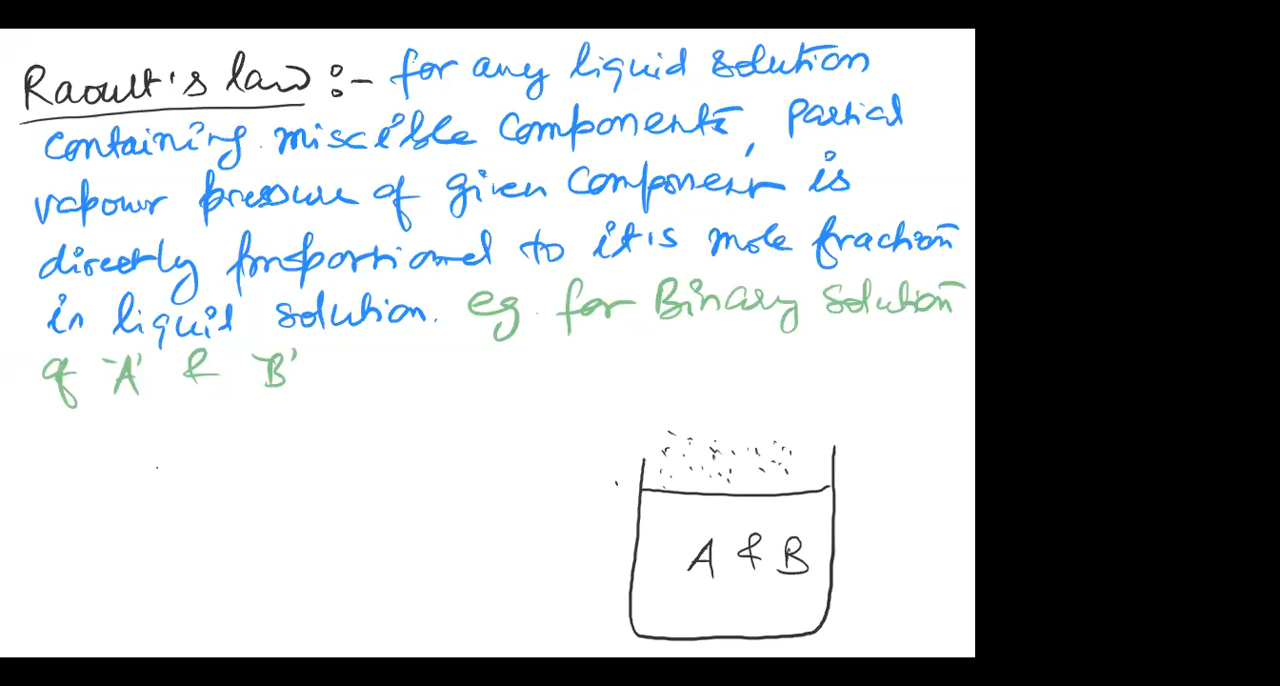 Raoult's law :- for any liquid solution
containing miscible components, partial
vapour pressure of given component is
directly proportional to it's mole fraction
in liquid solution. eg. for Binary solution
of 'A' & 'B'
A & B